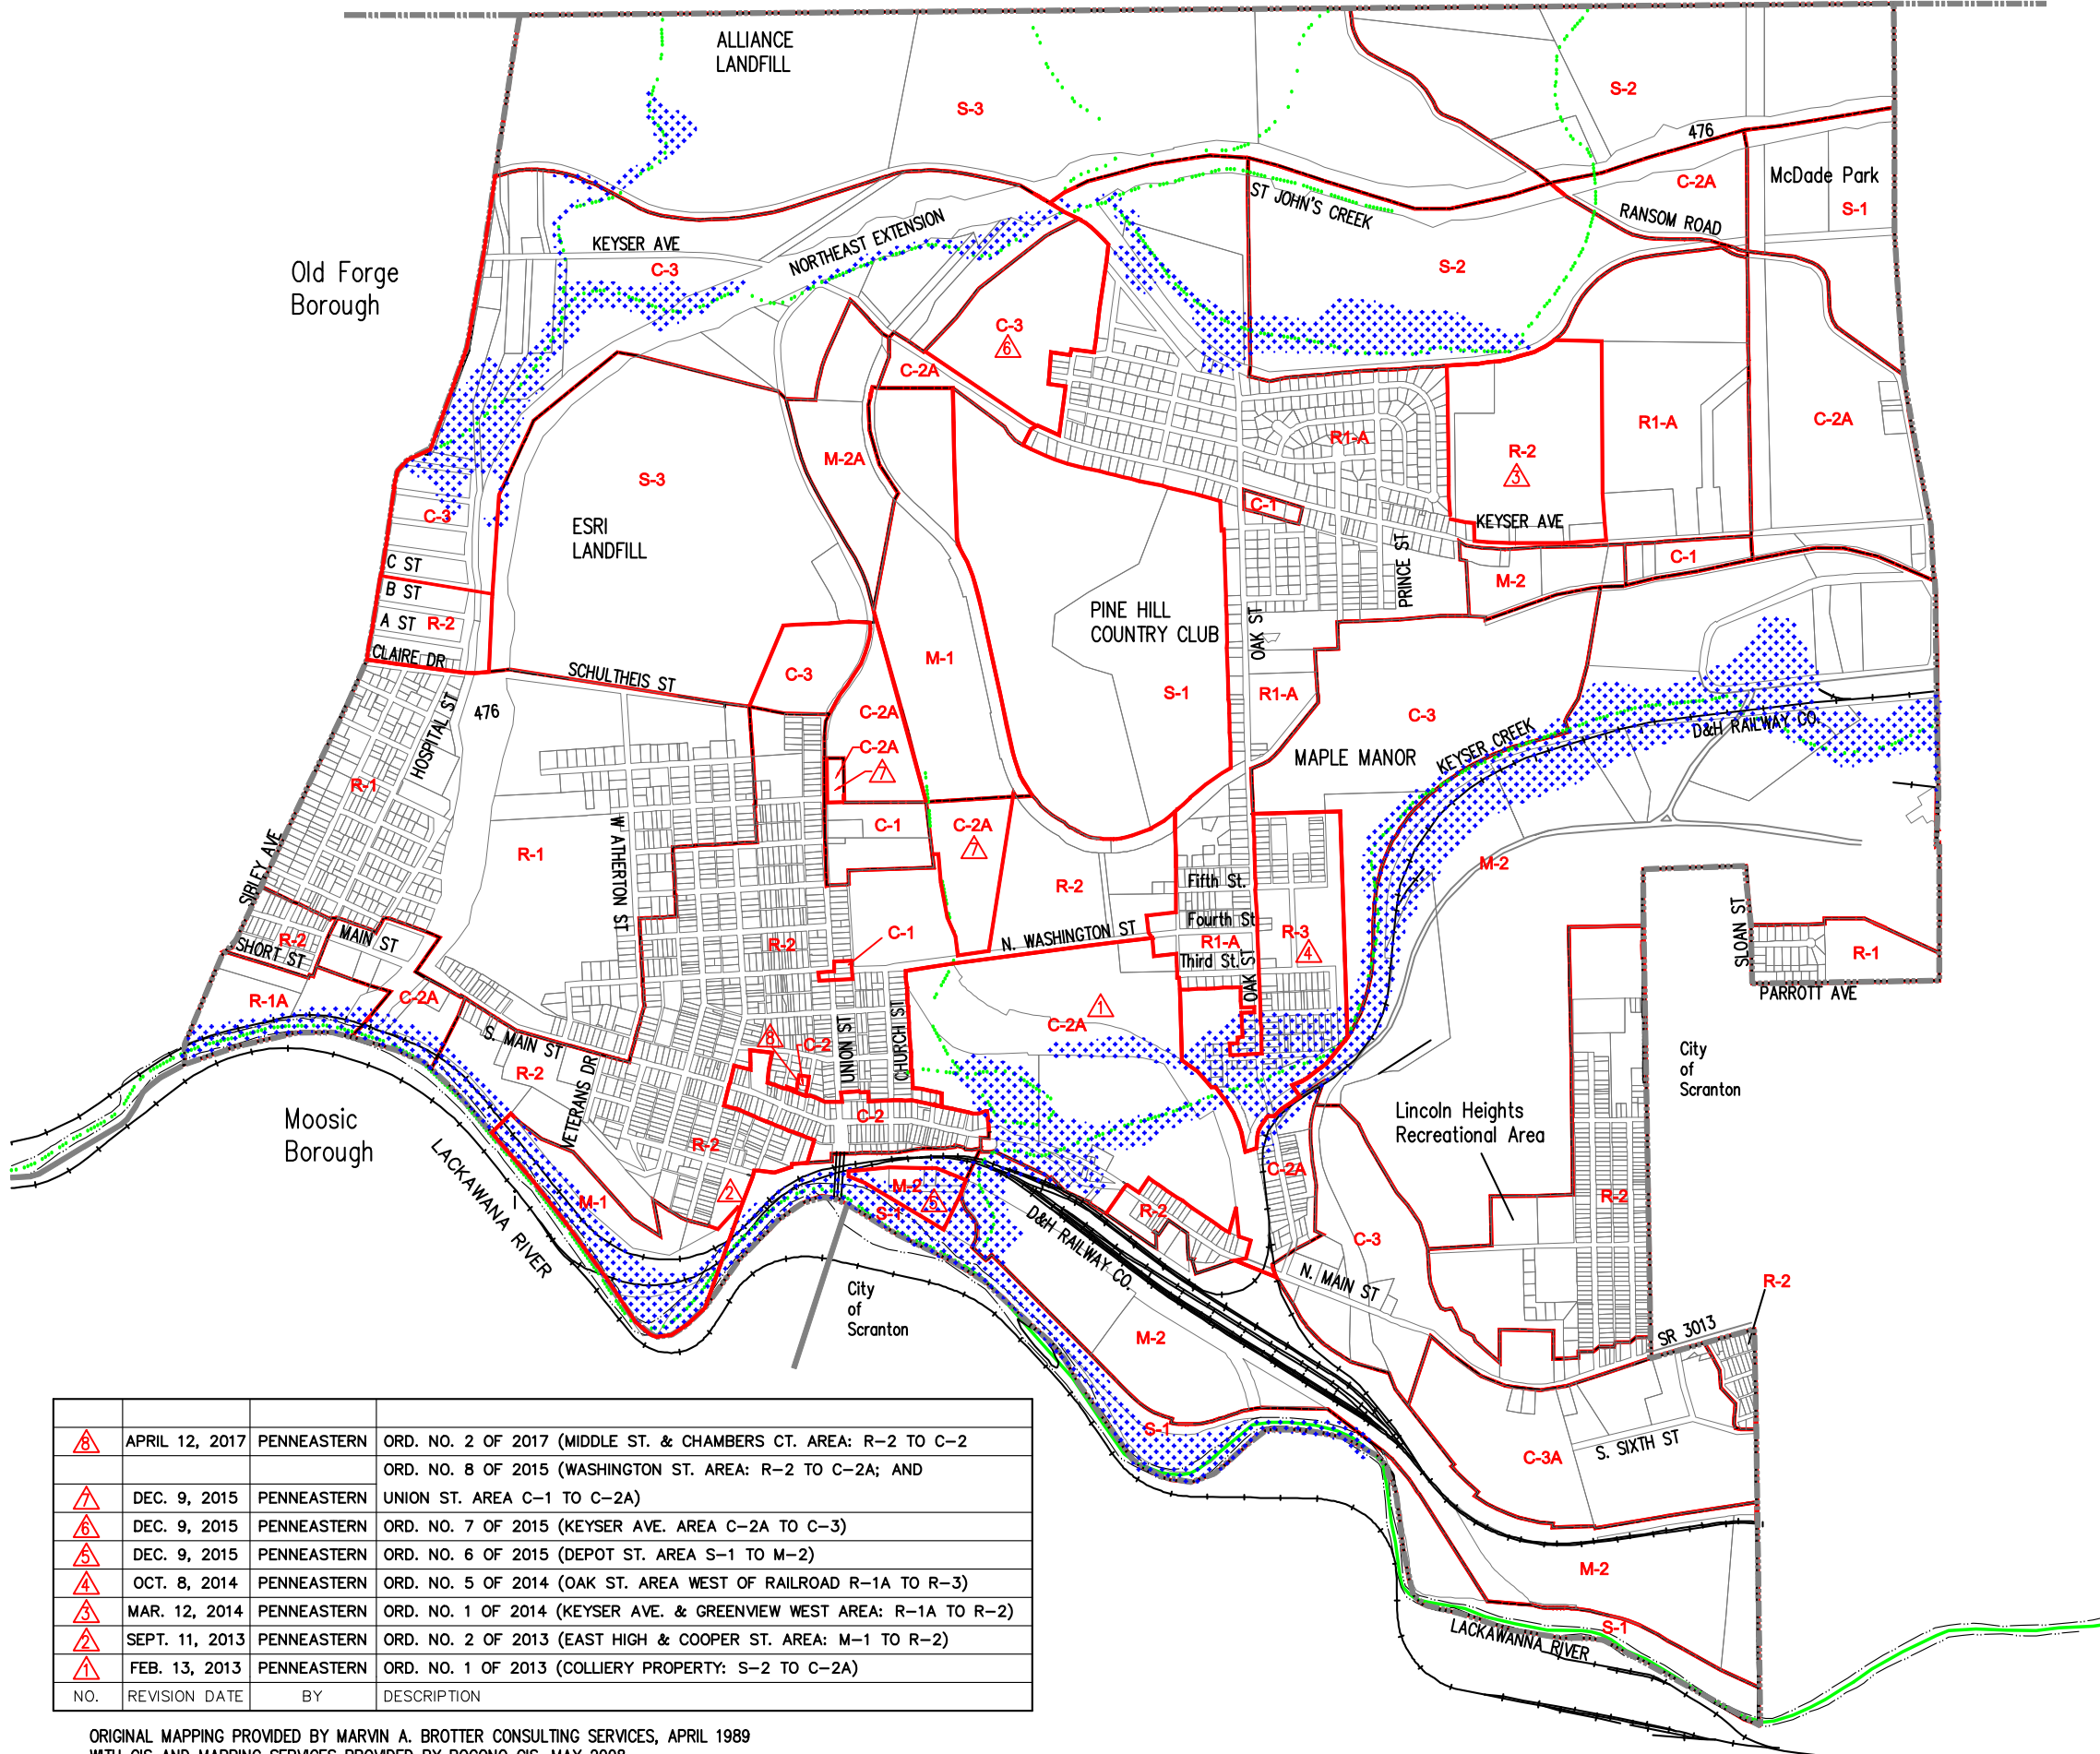 ALLIANCE
LANDFILL
S-3
S-2
476
C-2A
McDade Park
S-1
RANSOM ROAD
ST JOHN'S CREEK
NORTHEAST EXTENSION
KEYSER AVE
C-3
Old Forge
Borough
S-2
C-3
6
C-2A
R1-A
R-2
3
R1-A
C-2A
M-2A
S-3
ESRI
LANDFILL
C-3
C-1
KEYSER AVE
PRINCE ST
M-2
C-1
C ST
B ST
A ST
R-2
CLAIRE DR
SCHULTHEIS ST
C-3
M-1
PINE HILL
COUNTRY CLUB
OAK ST
S-1
R1-A
C-3
MAPLE MANOR
KEYSER CREEK
D&H RAILWAY CO.
HOSPITAL ST
476
C-2A
C-2A
7
R-1
SIBLEY AVE
R-1
W ATHERTON ST
C-1
C-2A
7
R-2
Fifth St.
Fourth St
R1-A
Third St.
OAK ST
R-3
4
M-2
SLOAN ST
R-1
PARROTT AVE
N. WASHINGTON ST
R-2
C-1
R-2
SHORT ST
MAIN ST
R-1A
C-2A
S. MAIN ST
R-2
VETERANS DR
8
C-2
UNION ST
CHURCH ST
C-2A
1
City
of
Scranton
Lincoln Heights
Recreational Area
C-2
R-2
2
Moosic
Borough
LACKAWANA RIVER
M-1
M-2
5
S-1
C-2A
R-2
C-3
R-2
D&H RAILWAY CO.
N. MAIN ST
City
of
Scranton
M-2
SR 3013
R-2
S-1
C-3A
S. SIXTH ST
M-2
S-1
LACKAWANNA RIVER
8 APRIL 12, 2017 PENNEASTERN ORD. NO. 2 OF 2017 (MIDDLE ST. & CHAMBERS CT. AREA: R-2 TO C-2
ORD. NO. 8 OF 2015 (WASHINGTON ST. AREA: R-2 TO C-2A; AND
7 DEC. 9, 2015 PENNEASTERN UNION ST. AREA C-1 TO C-2A)
6 DEC. 9, 2015 PENNEASTERN ORD. NO. 7 OF 2015 (KEYSER AVE. AREA C-2A TO C-3)
5 DEC. 9, 2015 PENNEASTERN ORD. NO. 6 OF 2015 (DEPOT ST. AREA S-1 TO M-2)
4 OCT. 8, 2014 PENNEASTERN ORD. NO. 5 OF 2014 (OAK ST. AREA WEST OF RAILROAD R-1A TO R-3)
3 MAR. 12, 2014 PENNEASTERN ORD. NO. 1 OF 2014 (KEYSER AVE. & GREENVIEW WEST AREA: R-1A TO R-2)
2 SEPT. 11, 2013 PENNEASTERN ORD. NO. 2 OF 2013 (EAST HIGH & COOPER ST. AREA: M-1 TO R-2)
1 FEB. 13, 2013 PENNEASTERN ORD. NO. 1 OF 2013 (COLLIERY PROPERTY: S-2 TO C-2A)
NO. REVISION DATE BY DESCRIPTION
ORIGINAL MAPPING PROVIDED BY MARVIN A. BROTTER CONSULTING SERVICES, APRIL 1989
WITH GIS AND MAPPING SERVICES PROVIDED BY POCONO GIS, MAY 2008